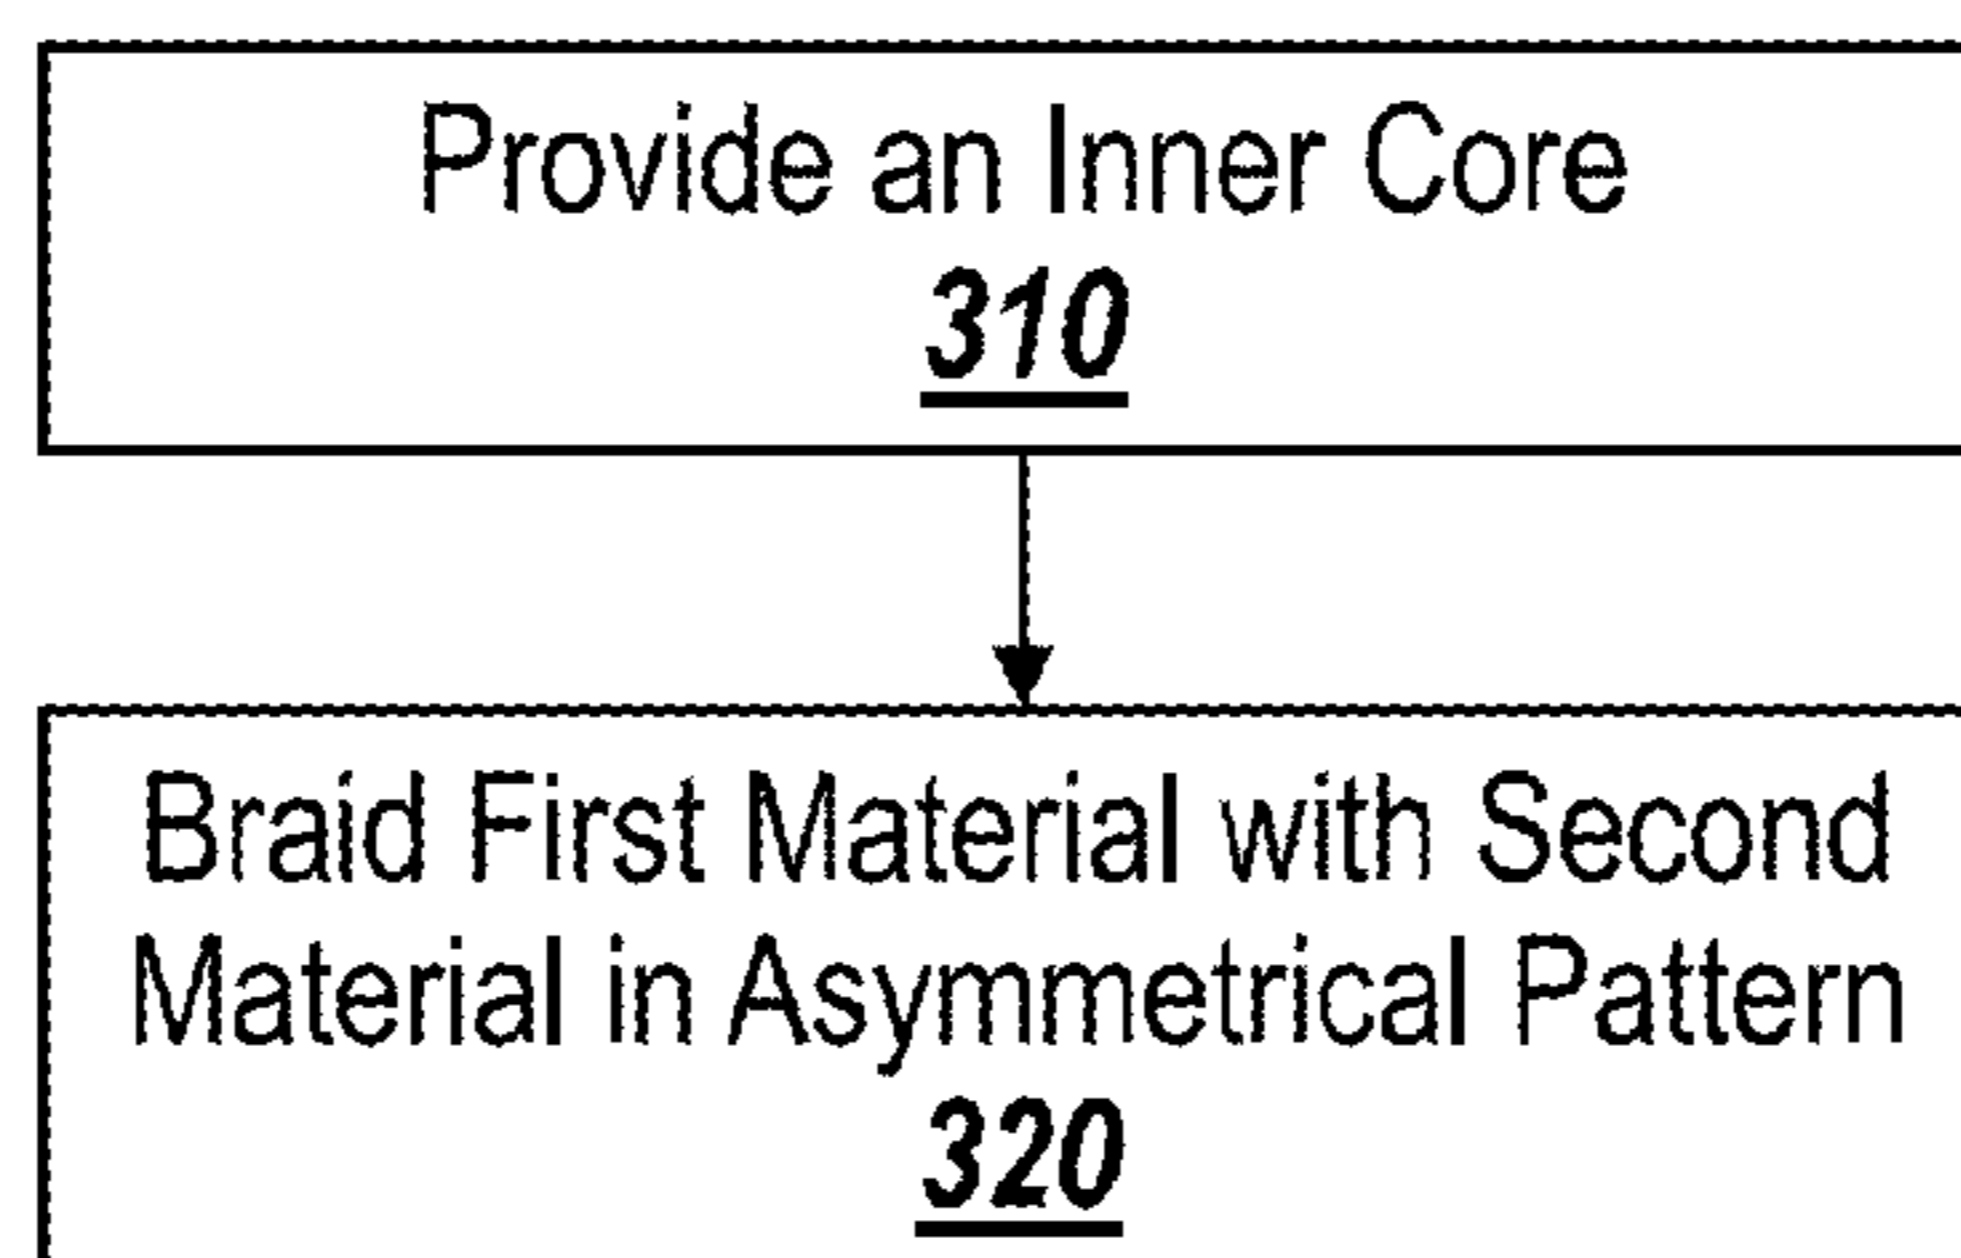 Provide an Inner Core
310
Braid First Material with Second
Material in Asymmetrical Pattern
320